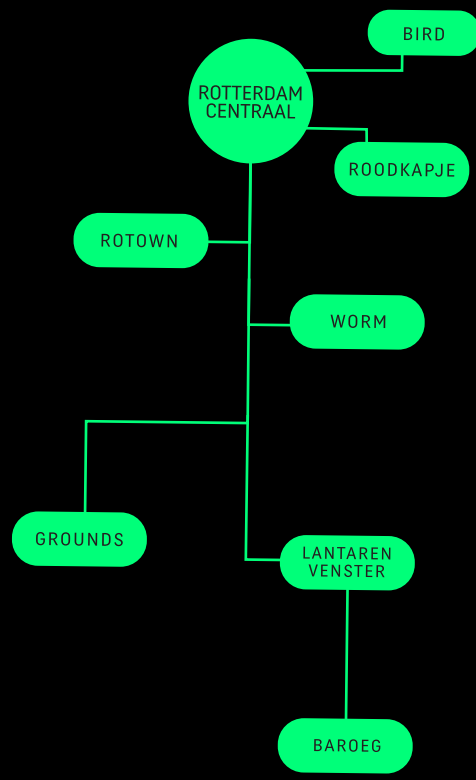 BIRD
ROTTERDAM
CENTRAAL
ROODKAPJE
ROTOWN
WORM
GROUNDS
LANTAREN
VENSTER
BAROEG